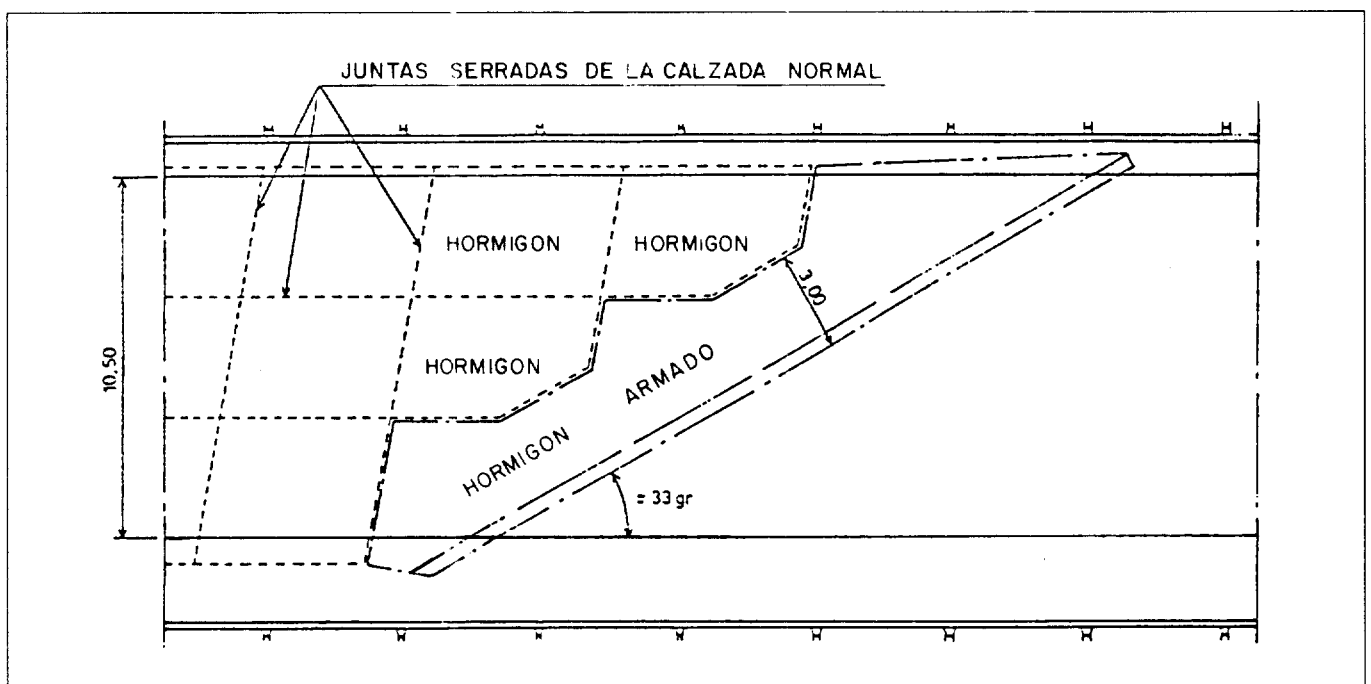 JUNTAS SERRADAS DE LA CALZADA NORMAL
HORMIGON
HORMiGON
3,00
HORMIGON
ARMADO
10,50
HORMIGON
= 33 gr